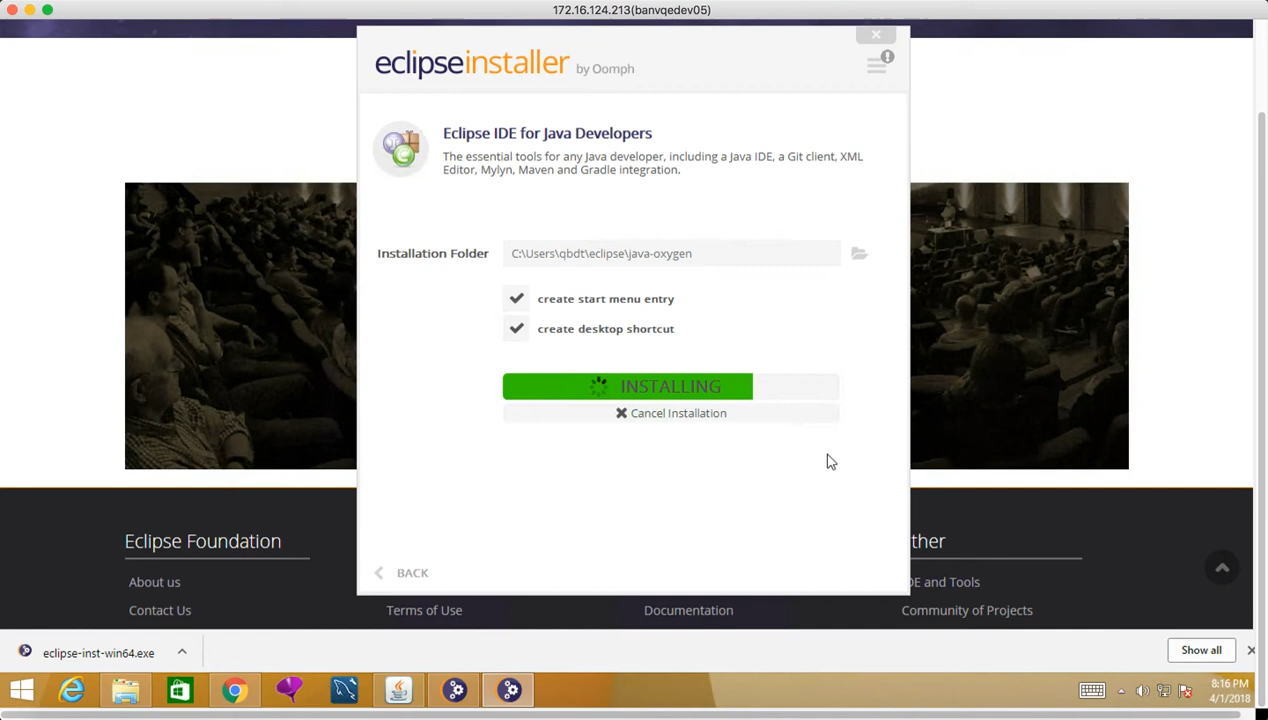 172.16.124.213(banvqedev05)
eclipseinstaller by Oomph
Eclipse IDE for Java Developers
The essential tools for any Java developer, including a Java IDE, a Git client, XML
Editor, Mylyn, Maven and Gradle integration.
Installation Folder C:\Users\qbdt\eclipse\java-oxygen
create start menu entry
create desktop shortcut
INSTALLING
Cancel Installation
BACK
Eclipse Foundation ther
About us DE and Tools
Contact Us Terms of Use Documentation Community of Projects
eclipse-inst-win64.exe Show all
8:16 PM
4/1/2018